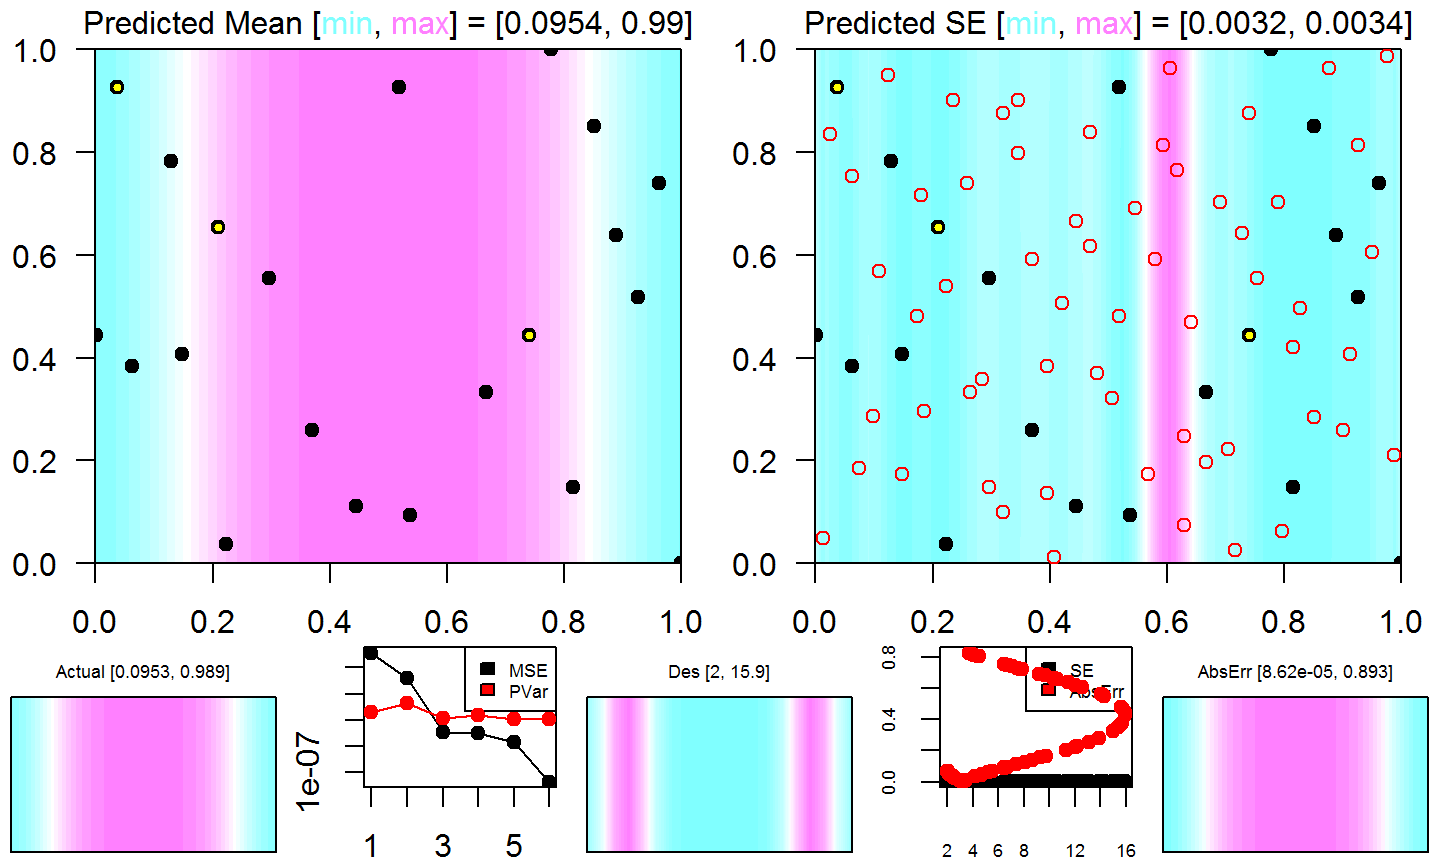 Predicted Mean [min, max] = [0.0954, 0.99]
1.0
0.8
0.6
0.4
0.2
0.0
0.0 0.2 0.4 0.6 0.8 1.0
Predicted SE [min, max] = [0.0032, 0.0034]
1.0
0.8
0.6
0.4
0.2
0.0
0.0 0.2 0.4 0.6 0.8 1.0
Actual [0.0953, 0.989]
1e-07
MSE
PVar
1 3 5
Des [2, 15.9]
0.8
0.4
0.0
SE
AbsErr
2 4 6 8 12 16
AbsErr [8.62e-05, 0.893]